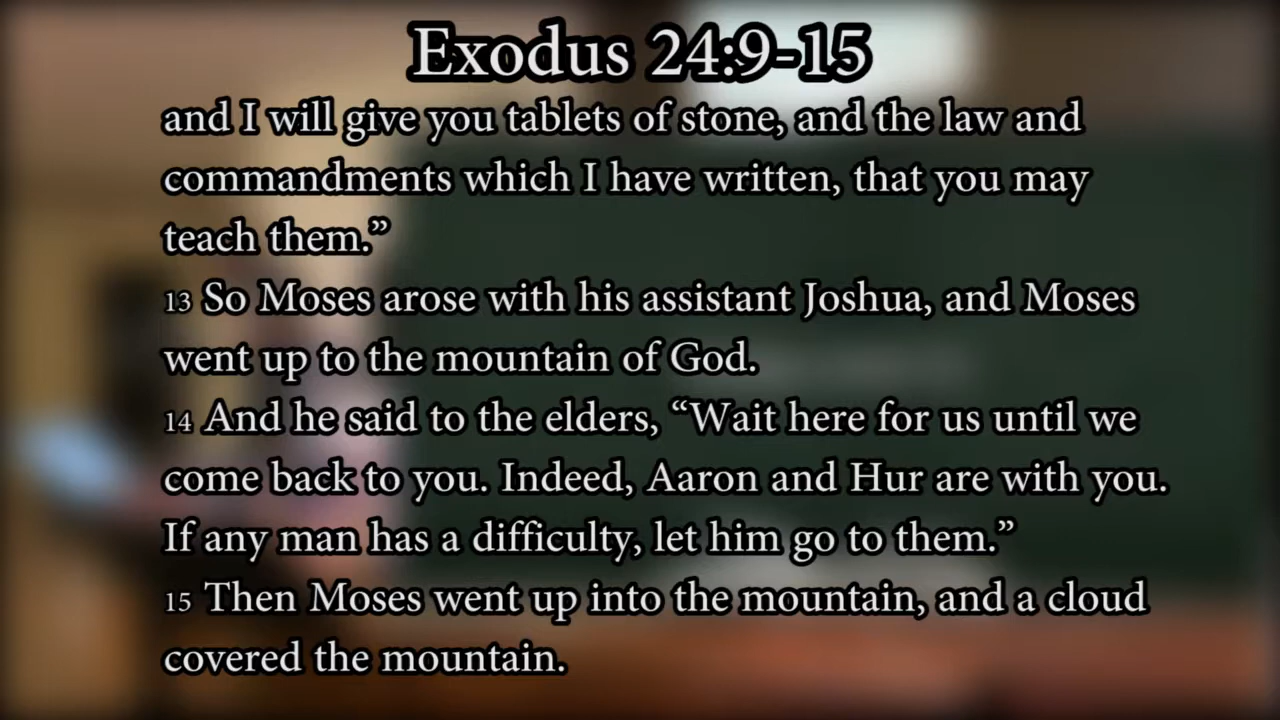 Exodus 24:9-15
and I will give you tablets of stone, and the law and
commandments which I have written, that you may
teach them.”
13 So Moses arose with his assistant Joshua, and Moses
went up to the mountain of God.
14 And he said to the elders, “Wait here for us until we
come back to you. Indeed, Aaron and Hur are with you.
If any man has a difficulty, let him go to them.”
15 Then Moses went up into the mountain, and a cloud
covered the mountain.